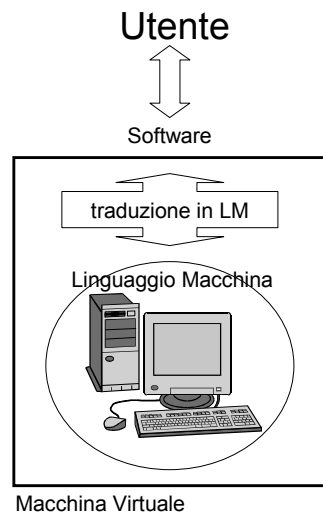 Utente
Software
traduzione in LM
Linguaggio Macchina
Macchina Virtuale